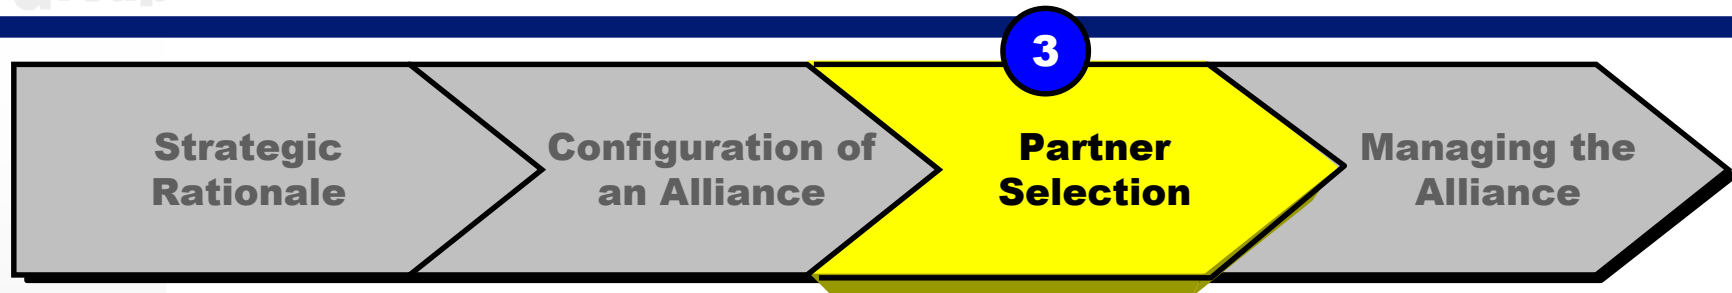 3
Strategic
Rationale
Configuration of
an Alliance
Partner
Selection
Managing the
Alliance